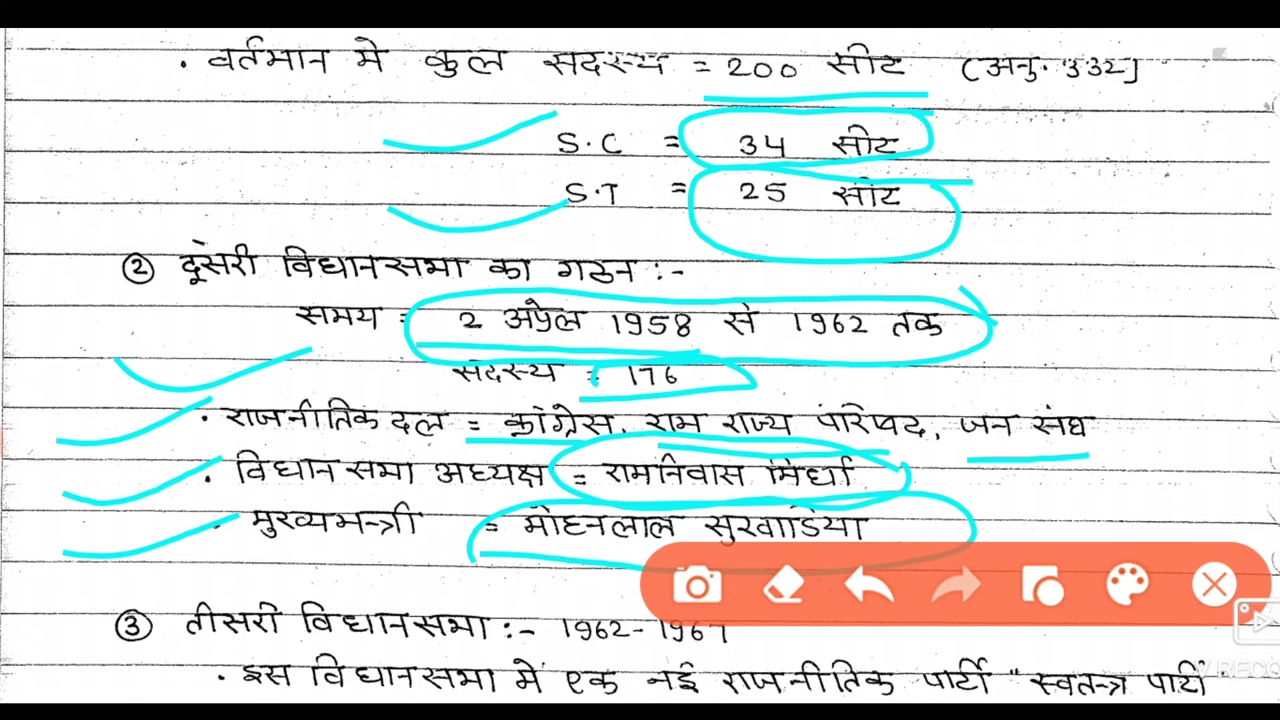 . वर्तमान मे कुल सदस्य = 200 सीट (अनु. 332]
S.C = 34 सीट
S.T = 25 सीट
② दूसरी विधानसभा का गठन :-
समय = 2 अप्रेल 1958 से 1962 तक
सदस्य = 176
. राजनीतिक दल = कांग्रेस, राम राज्य परिषद, जन संघ
. विधानसभा अध्यक्ष = रामनिवास मिर्धा
. मुख्यमन्त्री = मोहनलाल सुखाडिया
③ तीसरी विधानसभा :- 1962-1967
. इस विधानसभा में एक नई राजनीतिक पार्टी "स्वतन्त्र पार्टी"